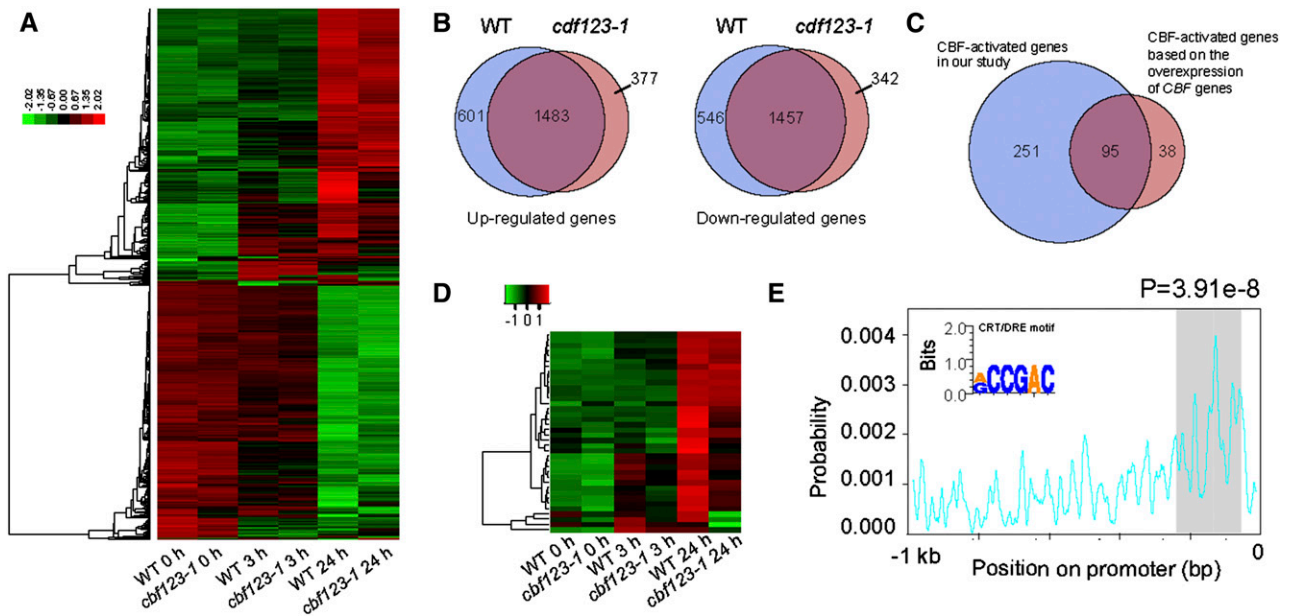 A
-2.02
-1.35
-0.67
0.00
0.67
1.35
2.02
WT 0 h
cbf123-1 0 h
WT 3 h
cbf123-1 3 h
WT 24 h
cbf123-1 24 h
B
WT
cdf123-1
601
1483
377
Up-regulated genes
WT
cdf123-1
546
1457
342
Down-regulated genes
C
CBF-activated genes
in our study
CBF-activated genes
based on the
overexpression
of CBF genes
251
95
38
D
-1 0 1
WT 0 h
cbf123-1 0 h
WT 3 h
cbf123-1 3 h
WT 24 h
cbf123-1 24 h
E
P=3.91e-8
0.004
0.003
0.002
0.001
0.000
Probability
2.0
1.0
0.0
Bits
CRT/DRE motif
A
GCCGAC
-1 kb
0
Position on promoter (bp)